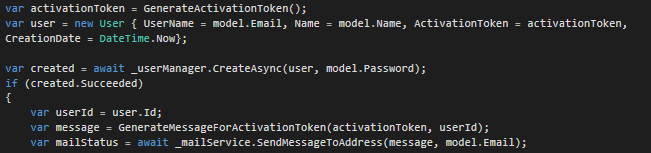 var activationToken = GenerateActivationToken();
var user = new User { UserName = model.Email, Name = model.Name, ActivationToken = activationToken,
CreationDate = DateTime.Now};
var created = await _userManager.CreateAsync(user, model.Password);
if (created.Succeeded)
{
var userId = user.Id;
var message = GenerateMessageForActivationToken(activationToken, userId);
var mailStatus = await _mailService.SendMessageToAddress(message, model.Email);